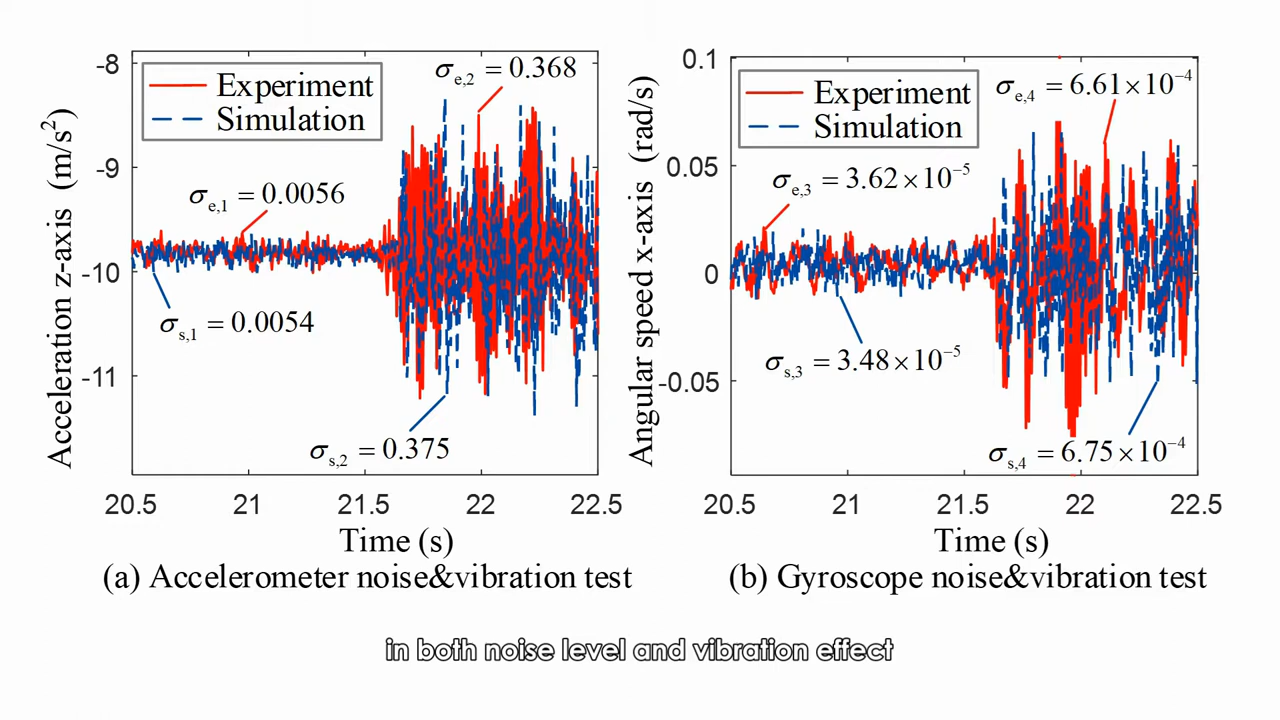 Experiment
Simulation
σe,2 = 0.368
σe,1 = 0.0056
σs,1 = 0.0054
σs,2 = 0.375
-8
-9
-10
-11
Acceleration z-axis (m/s²)
20.5 21 21.5 22 22.5
Time (s)
(a) Accelerometer noise&vibration test
Experiment
Simulation
σe,4 = 6.61×10⁻⁴
σe,3 = 3.62×10⁻⁵
σs,3 = 3.48×10⁻⁵
σs,4 = 6.75×10⁻⁴
0.1
0.05
0
-0.05
Angular speed x-axis (rad/s)
20.5 21 21.5 22 22.5
Time (s)
(b) Gyroscope noise&vibration test
in both noise level and vibration effect